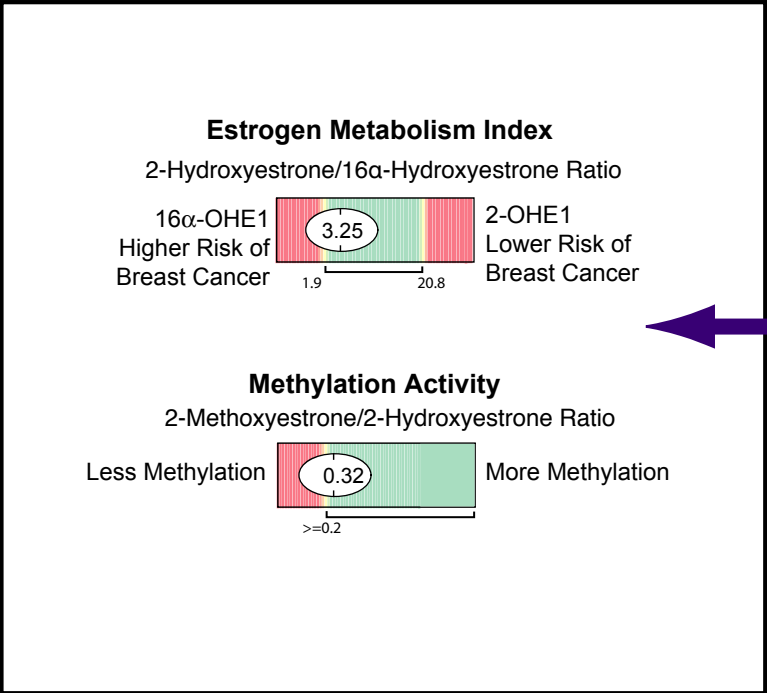 Estrogen Metabolism Index
2-Hydroxyestrone/16α-Hydroxyestrone Ratio
16α-OHE1
Higher Risk of
Breast Cancer
3.25
2-OHE1
Lower Risk of
Breast Cancer
1.9
20.8
Methylation Activity
2-Methoxyestrone/2-Hydroxyestrone Ratio
Less Methylation
0.32
More Methylation
>=0.2